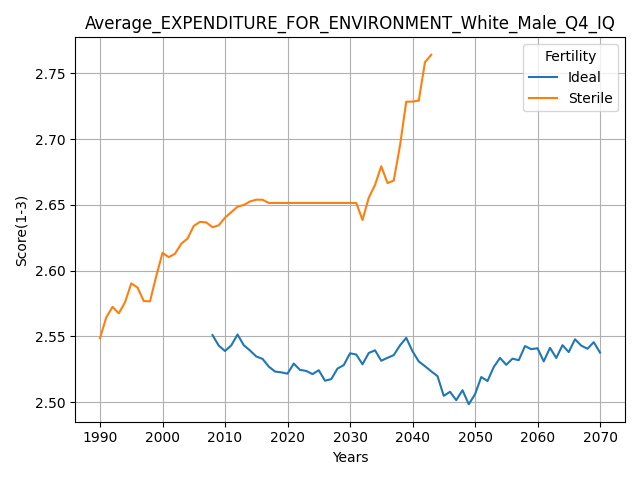 Average_EXPENDITURE_FOR_ENVIRONMENT_White_Male_Q4_IQ
Fertility
Ideal
Sterile
Score(1-3)
2.75
2.70
2.65
2.60
2.55
2.50
1990 2000 2010 2020 2030 2040 2050 2060 2070
Years